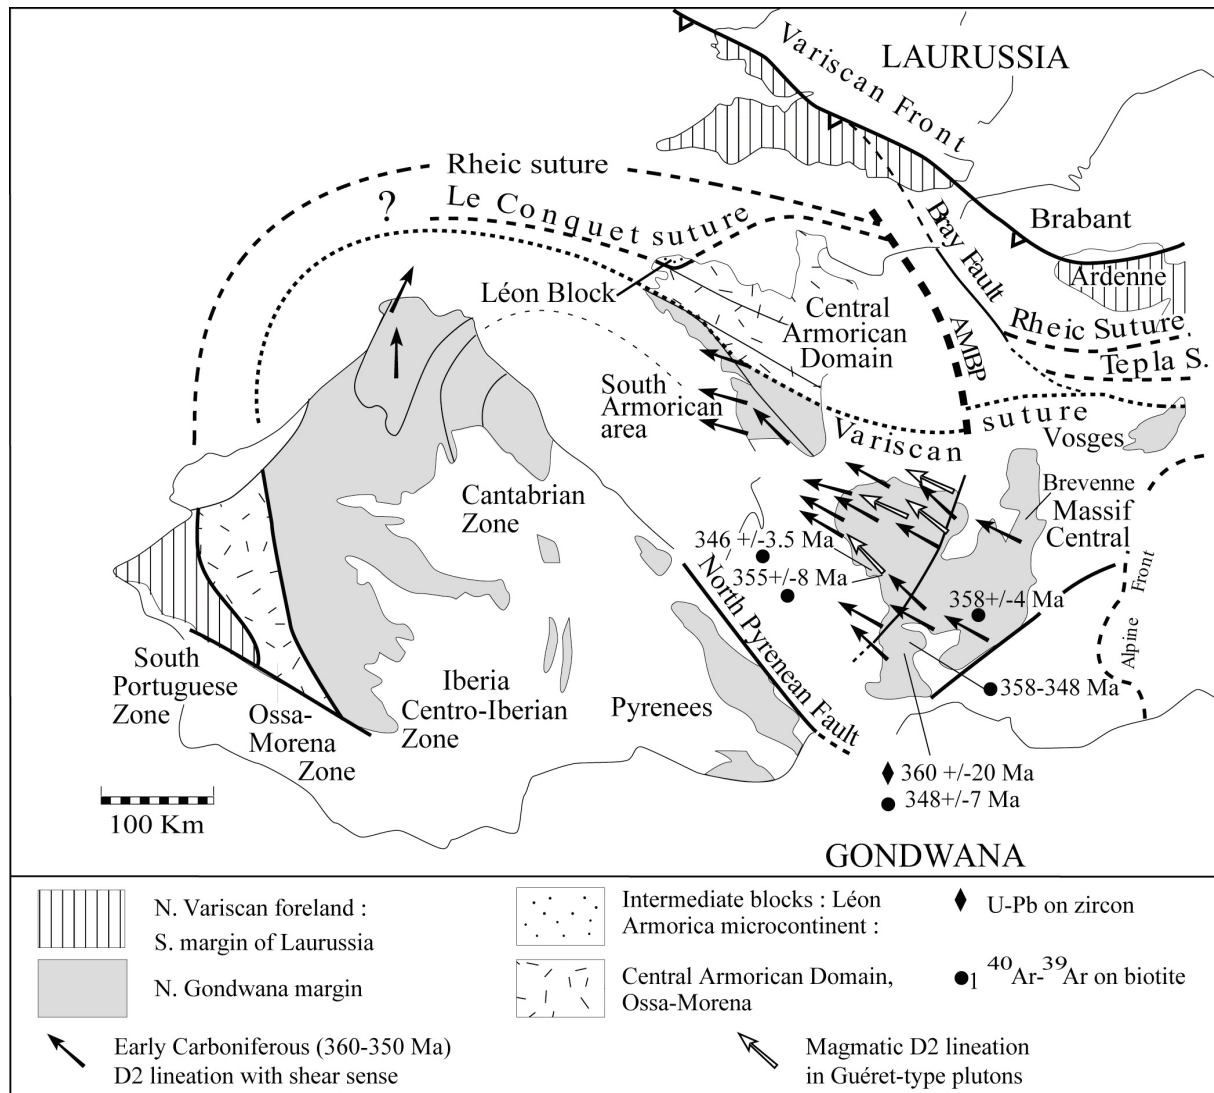 LAURUSSIA
Variscan Front
Rheic suture
Le Conquet suture
?
Bray Fault
Brabant
Ardenne
Léon Block
Central
Armorican
Domain
AMBP
Rheic Suture
Tepla S.
South
Armorican
area
Variscan suture
Vosges
Cantabrian
Zone
Brevenne
Massif
Central
346 +/-3.5 Ma
355+/-8 Ma
358+/-4 Ma
North Pyrenean Fault
Alpine Front
South
Portuguese
Zone
Ossa-
Morena
Zone
Iberia
Centro-Iberian
Zone
Pyrenees
358-348 Ma
360 +/-20 Ma
348+/-7 Ma
100 Km
GONDWANA
N. Variscan foreland :
S. margin of Laurussia
N. Gondwana margin
Early Carboniferous (360-350 Ma)
D2 lineation with shear sense
Intermediate blocks : Léon
Armorica microcontinent :
Central Armorican Domain,
Ossa-Morena
Magmatic D2 lineation
in Guéret-type plutons
U-Pb on zircon
1 40Ar-39Ar on biotite